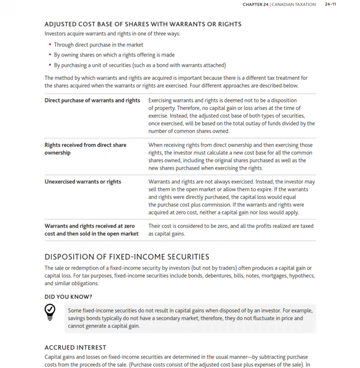 CHAPTER 24 | CANADIAN TAXATION 24–11
ADJUSTED COST BASE OF SHARES WITH WARRANTS OR RIGHTS
Investors acquire warrants and rights in one of three ways:
• Through direct purchase in the market
• By owning shares on which a rights offering is made
• By purchasing a unit of securities (such as a bond with warrants attached)
The method by which warrants and rights are acquired is important because there is a different tax treatment for
the shares acquired when the warrants or rights are exercised. Four different approaches are described below.
Direct purchase of warrants and rights
Exercising warrants and rights is deemed not to be a disposition
of property. Therefore, no capital gain or loss arises at the time of
exercise. Instead, the adjusted cost base of both types of securities,
once exercised, will be based on the total outlay of funds divided by the
number of common shares owned.
Rights received from direct share
ownership
When receiving rights from direct ownership and then exercising those
rights, the investor must calculate a new cost base for all the common
shares owned, including the original shares purchased as well as the
new shares purchased when exercising the rights.
Unexercised warrants or rights
Warrants and rights are not always exercised. Instead, the investor may
sell them in the open market or allow them to expire. If the warrants
and rights were directly purchased, the capital loss would equal
the purchase cost plus commission. If the warrants and rights were
acquired at zero cost, neither a capital gain nor loss would apply.
Warrants and rights received at zero
cost and then sold in the open market
Their cost is considered to be zero, and all the profits realized are taxed
as capital gains.
DISPOSITION OF FIXED-INCOME SECURITIES
The sale or redemption of a fixed-income security by investors (but not by traders) often produces a capital gain or
capital loss. For tax purposes, fixed-income securities include bonds, debentures, bills, notes, mortgages, hypothecs,
and similar obligations.
DID YOU KNOW?
Some fixed-income securities do not result in capital gains when disposed of by an investor. For example,
savings bonds typically do not have a secondary market; therefore, they do not fluctuate in price and
cannot generate a capital gain.
ACCRUED INTEREST
Capital gains and losses on fixed-income securities are determined in the usual manner—by subtracting purchase
costs from the proceeds of the sale. (Purchase costs consist of the adjusted cost base plus expenses of the sale). In